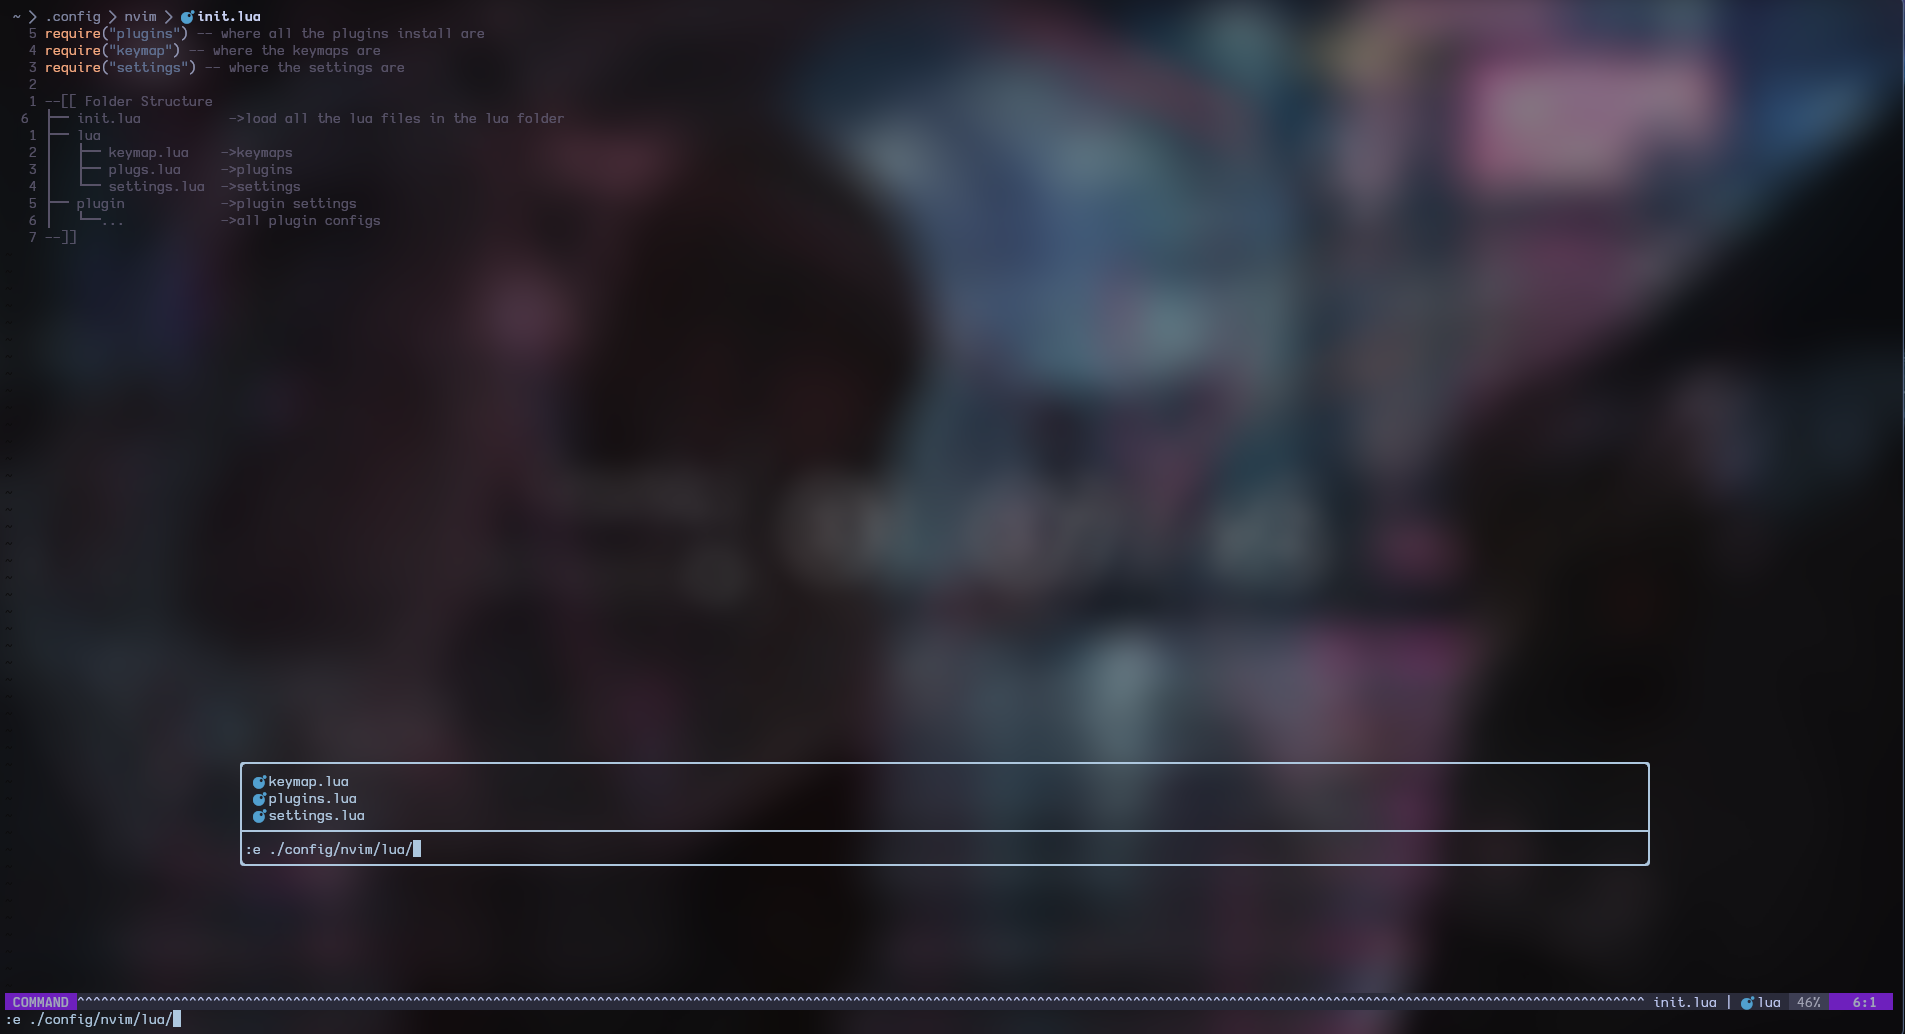 ~ > .config > nvim > init.lua
5 require("plugins") -- where all the plugins install are
4 require("keymap") -- where the keymaps are
3 require("settings") -- where the settings are
2
1 --[[ Folder Structure
6 ├── init.lua ->load all the lua files in the lua folder
1 ├── lua
2 │ ├── keymap.lua ->keymaps
3 │ ├── plugs.lua ->plugins
4 │ └── settings.lua ->settings
5 ├── plugin ->plugin settings
6 │ └──... ->all plugin configs
7 --]]
keymap.lua
plugins.lua
settings.lua
:e ./config/nvim/lua/
COMMAND ^^^^^^^^^^^^^^^^^^^^^^^^^^^^^^^^^^^^^^^^^^^^^^^^^^^^^^^^^^^^^^^^^^^^^^^^^^^^^^^^^^^^^^^^^^^^^^^^^^^^^^^^^^^^^^^^^^^^^^^^^^^^^^^^^^^^^^^^^^^^^^^^^^^^^^^^^^^^^^^^^^^^^^^^^^^^^^^^^^^^^^^^^^^^^^^^ init.lua | lua 46% 6:1
:e ./config/nvim/lua/